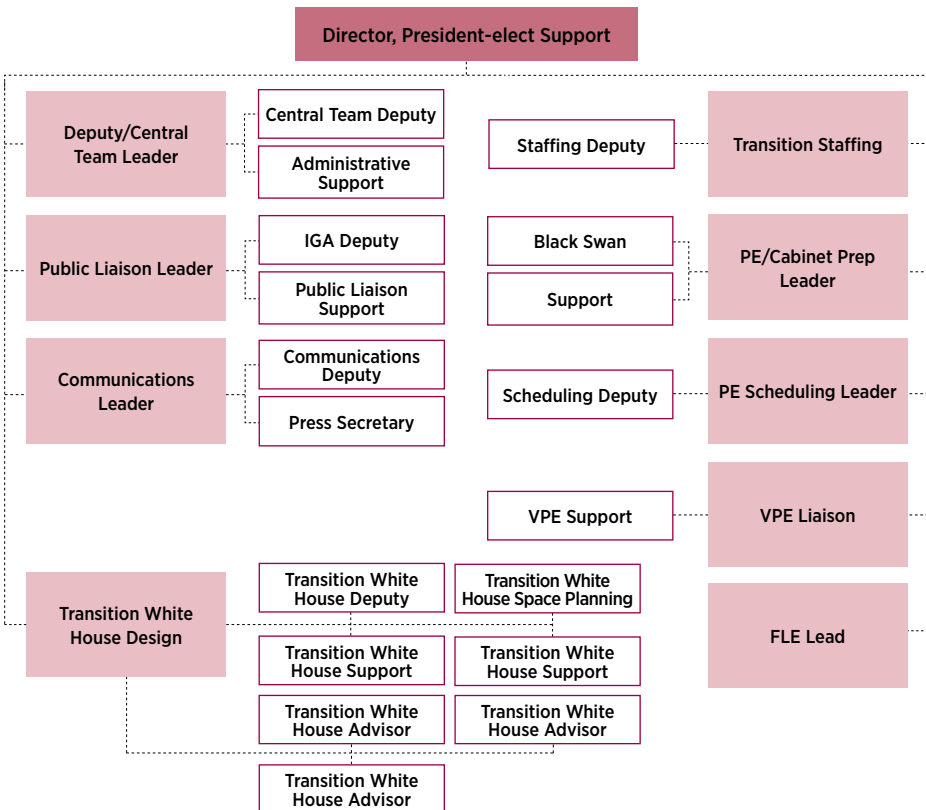 Director, President-elect Support
Deputy/Central
Team Leader
Central Team Deputy
Administrative
Support
Staffing Deputy
Transition Staffing
Public Liaison Leader
IGA Deputy
Public Liaison
Support
Black Swan
Support
PE/Cabinet Prep
Leader
Communications
Leader
Communications
Deputy
Press Secretary
Scheduling Deputy
PE Scheduling Leader
VPE Support
VPE Liaison
Transition White
House Design
Transition White
House Deputy
Transition White
House Space Planning
Transition White
House Support
Transition White
House Support
FLE Lead
Transition White
House Advisor
Transition White
House Advisor
Transition White
House Advisor